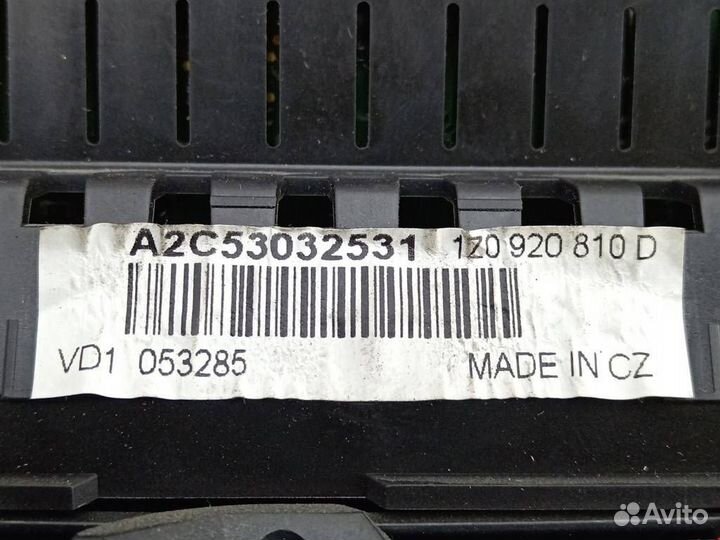 A2C53032531 1Z0 920 810 D
VD1 053285 MADE IN CZ
Avito